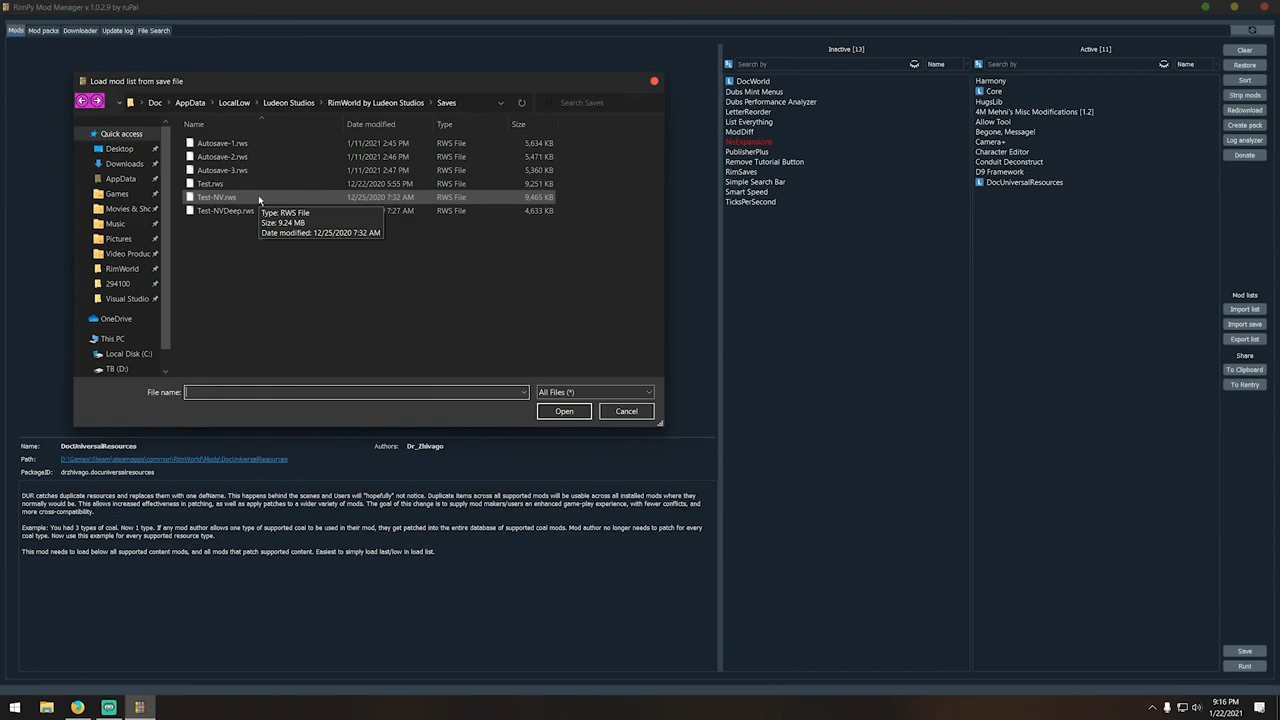 RimPy Mod Manager v.1.0.2.9 by ruPal
Mods Mod packs Downloader Update log File Search
Load mod list from save file
Doc AppData LocalLow Ludeon Studios RimWorld by Ludeon Studios Saves
Search Saves
Name Date modified Type Size
Quick access
Desktop
Downloads
AppData
Games
Movies & Shc
Music
Pictures
Video Produc
RimWorld
294100
Visual Studio
OneDrive
This PC
Local Disk (C:)
TB (D:)
Autosave-1.rws 1/11/2021 2:45 PM RWS File 5,634 KB
Autosave-2.rws 1/11/2021 2:46 PM RWS File 5,471 KB
Autosave-3.rws 1/11/2021 2:47 PM RWS File 5,360 KB
Test.rws 12/22/2020 5:55 PM RWS File 9,251 KB
Test-NV.rws 12/25/2020 7:32 AM RWS File 9,465 KB
Test-NVDeep.rws 7:27 AM RWS File 4,633 KB
Type: RWS File
Size: 9.24 MB
Date modified: 12/25/2020 7:32 AM
File name:
All Files (*)
Open Cancel
Name: DocUniversalResources Authors: Dr_Zhivago
Path: D:\Games\Steam\steamapps\common\RimWorld\Mods\DocUniversalResources
PackageID: drzhivago.docuniversalresources
DUR catches duplicate resources and replaces them with one defName. This happens behind the scenes and Users will "hopefully" not notice. Duplicate items across all supported mods will be usable across all installed mods where they
normally would be. This allows increased effectiveness in patching, as well as apply patches to a wider variety of mods. The goal of this change is to supply mod makers/users an enhanced game-play experience, with fewer conflicts, and
more cross-compatibility.
Example: You had 3 types of coal. Now 1 type. If any mod author allows one type of supported coal to be used in their mod, they get patched into the entire database of supported coal mods. Mod author no longer needs to patch for every
coal type. Now use this example for every supported resource type.
This mod needs to load below all supported content mods, and all mods that patch supported content. Easiest to simply load last/low in load list.
Inactive [13]
Search by Name
L DocWorld
Dubs Mint Menus
Dubs Performance Analyzer
LetterReorder
List Everything
ModDiff
NoExpansions
PublisherPlus
Remove Tutorial Button
RimSaves
Simple Search Bar
Smart Speed
TicksPerSecond
Active [11]
Search by Name
Harmony
L Core
HugsLib
4M Mehni's Misc Modifications [1.2]
Allow Tool
Begone, Message!
Camera+
Character Editor
Conduit Deconstruct
D9 Framework
L DocUniversalResources
Clear
Restore
Sort
Strip mods
Redownload
Create pack
Log analyzer
Donate
Mod lists
Import list
Import save
Export list
Share
To Clipboard
To Rentry
Save
Run!
9:16 PM
1/22/2021